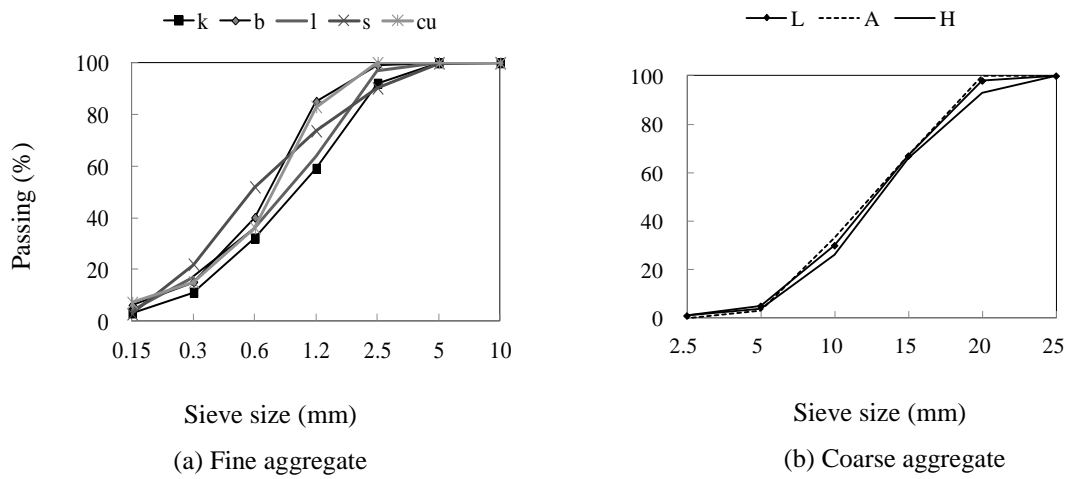 k b l s cu
100
80
60
40
20
0
Passing (%)
0.15 0.3 0.6 1.2 2.5 5 10
Sieve size (mm)
(a) Fine aggregate
L A H
100
80
60
40
20
0
2.5 5 10 15 20 25
Sieve size (mm)
(b) Coarse aggregate